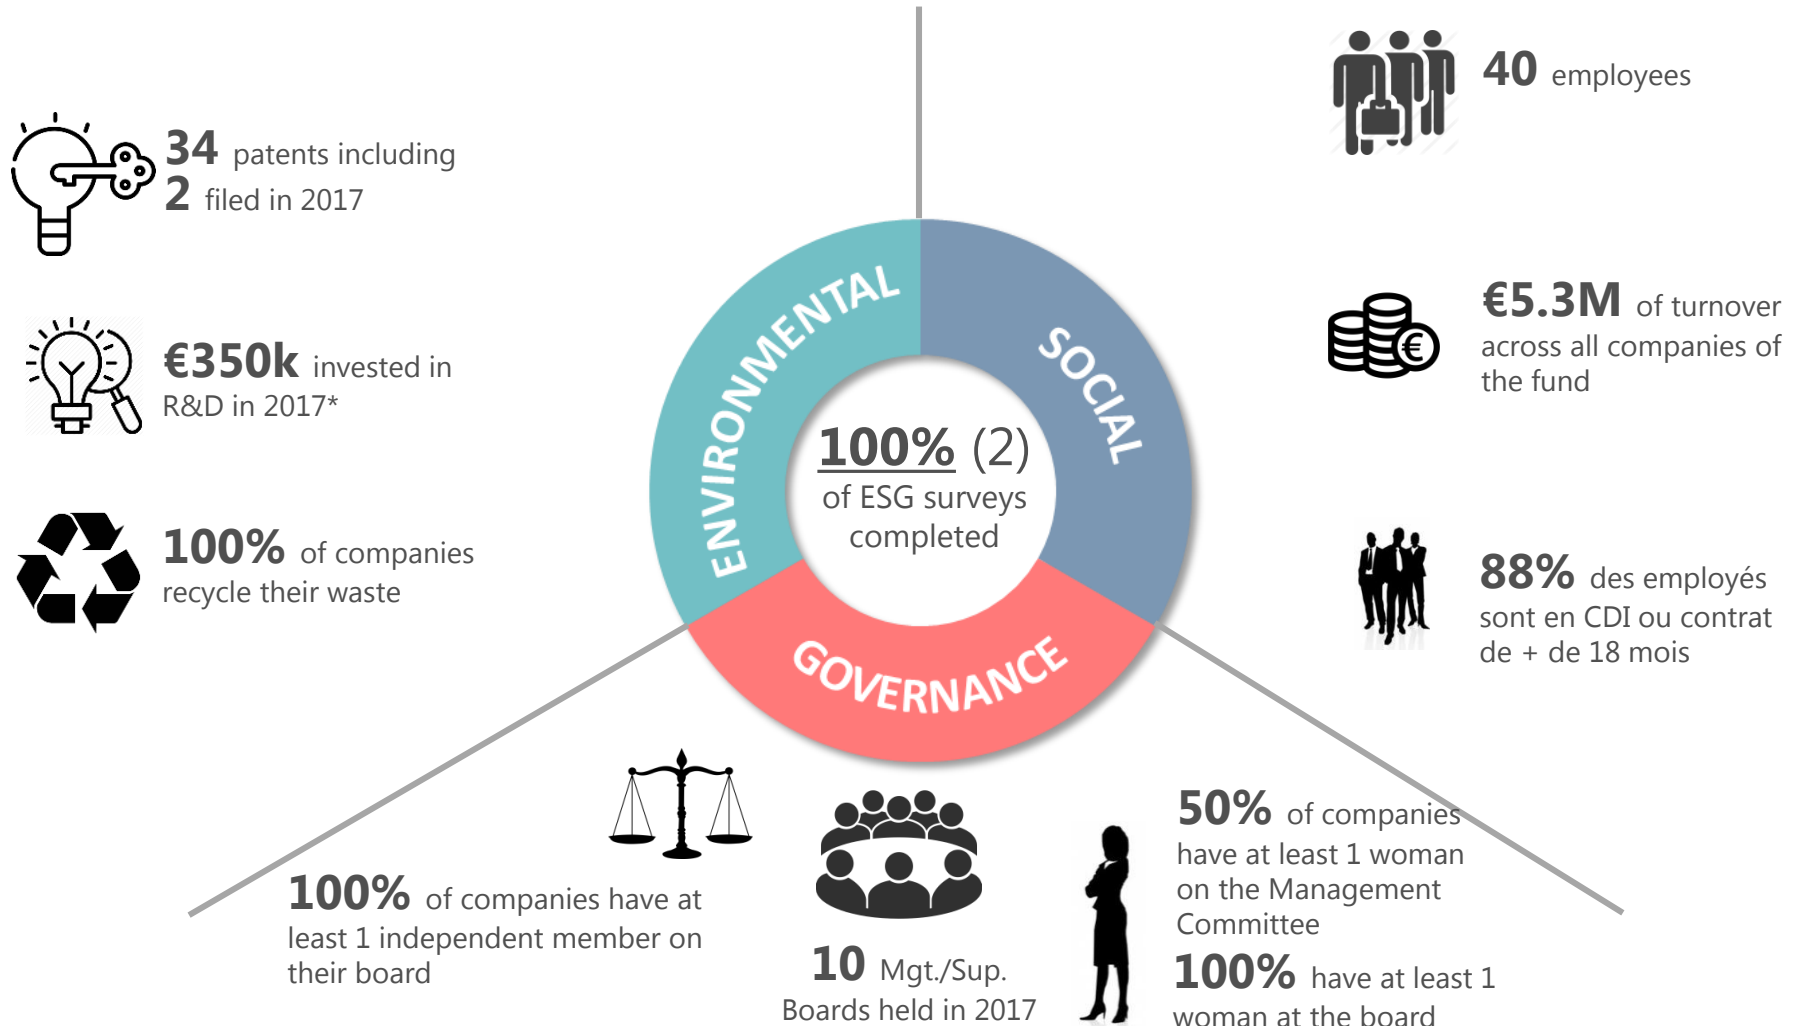 34 patents including
2 filed in 2017
€350k invested in
R&D in 2017*
100% of companies
recycle their waste
40 employees
€5.3M of turnover
across all companies of
the fund
88% des employés
sont en CDI ou contrat
de + de 18 mois
ENVIRONMENTAL
SOCIAL
GOVERNANCE
100% (2)
of ESG surveys
completed
100% of companies have at
least 1 independent member on
their board
10 Mgt./Sup.
Boards held in 2017
50% of companies
have at least 1 woman
on the Management
Committee
100% have at least 1
woman at the board